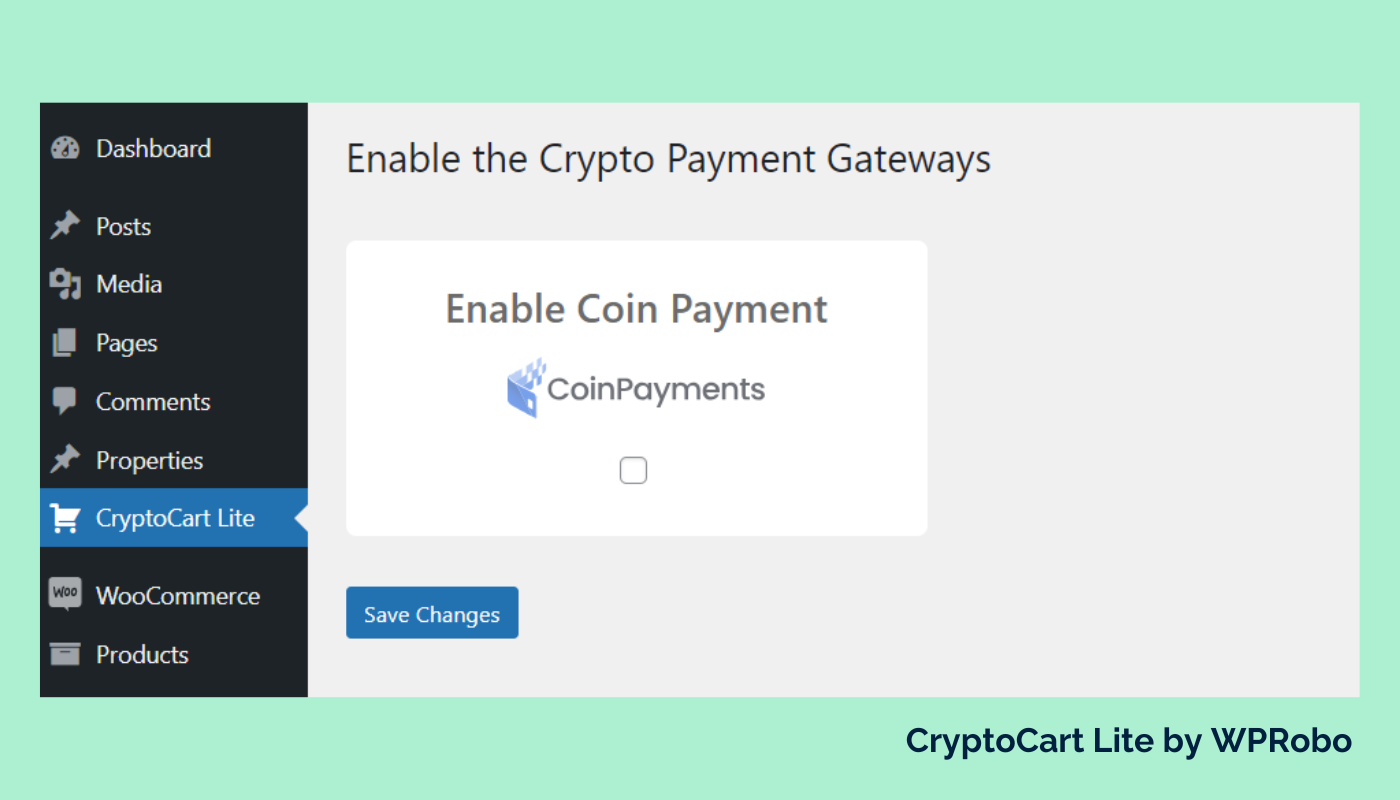 Dashboard
Posts
Media
Pages
Comments
Properties
CryptoCart Lite
Woo
WooCommerce
Products
Enable the Crypto Payment Gateways
Enable Coin Payment
CoinPayments
Save Changes
CryptoCart Lite by WPRobo